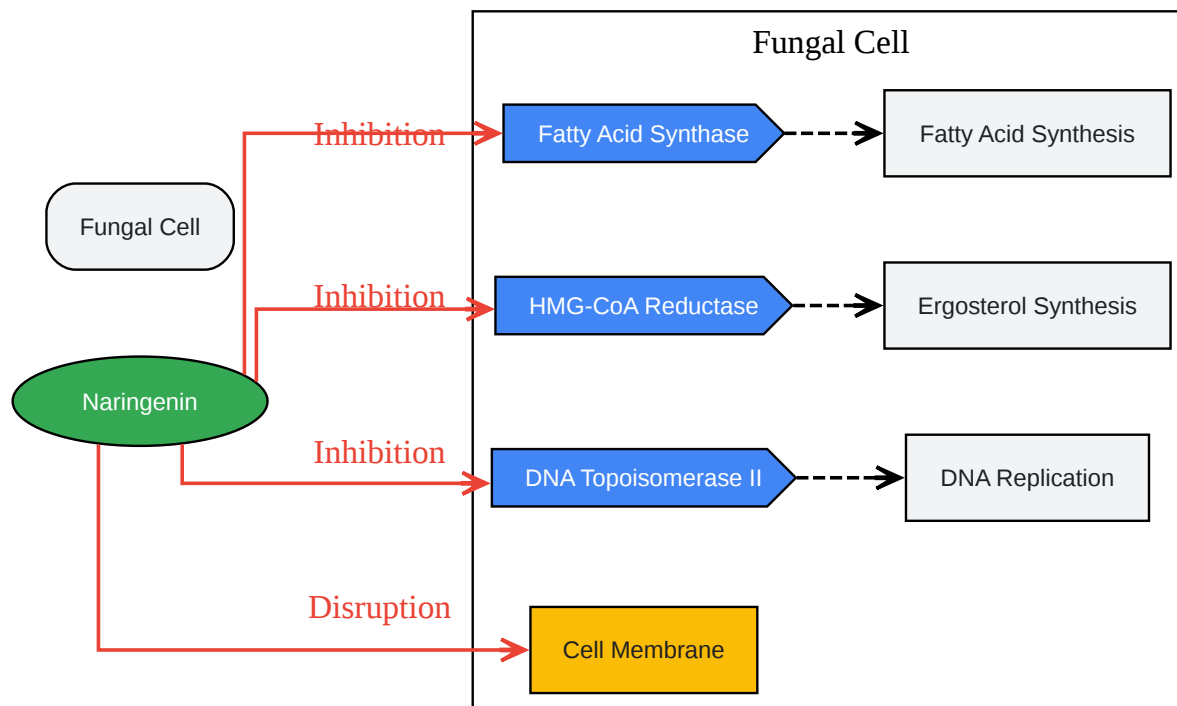 Fungal Cell
Inhibition
Fatty Acid Synthase
Fatty Acid Synthesis
Fungal Cell
Inhibition
HMG-CoA Reductase
Ergosterol Synthesis
Naringenin
Inhibition
DNA Topoisomerase II
DNA Replication
Disruption
Cell Membrane